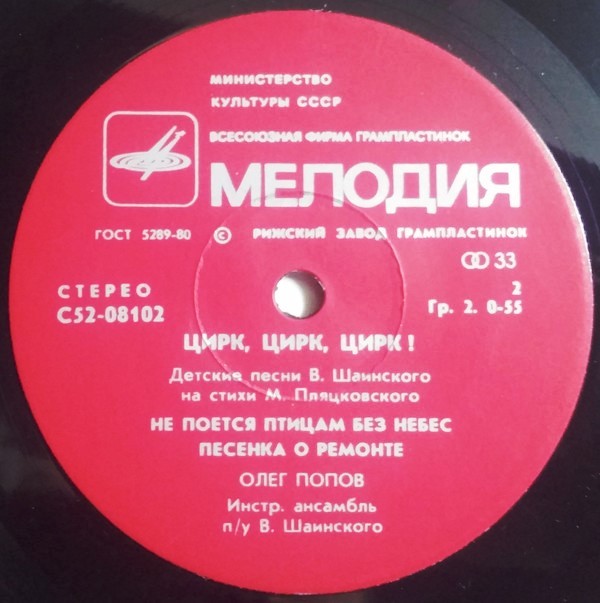 МИНИСТЕРСТВО
КУЛЬТУРЫ СССР
ВСЕСОЮЗНАЯ ФИРМА ГРАМПЛАСТИНОК
МЕЛОДИЯ
ГОСТ 5289-80 © РИЖСКИЙ ЗАВОД ГРАМПЛАСТИНОК
33
СТЕРЕО
2
С52-08102
Гр. 2. 0-55
ЦИРК, ЦИРК, ЦИРК!
Детские песни В. Шаинского
на стихи М. Пляцковского
НЕ ПОЕТСЯ ПТИЦАМ БЕЗ НЕБЕС
ПЕСЕНКА О РЕМОНТЕ
ОЛЕГ ПОПОВ
Инстр. ансамбль
п/у В. Шаинского